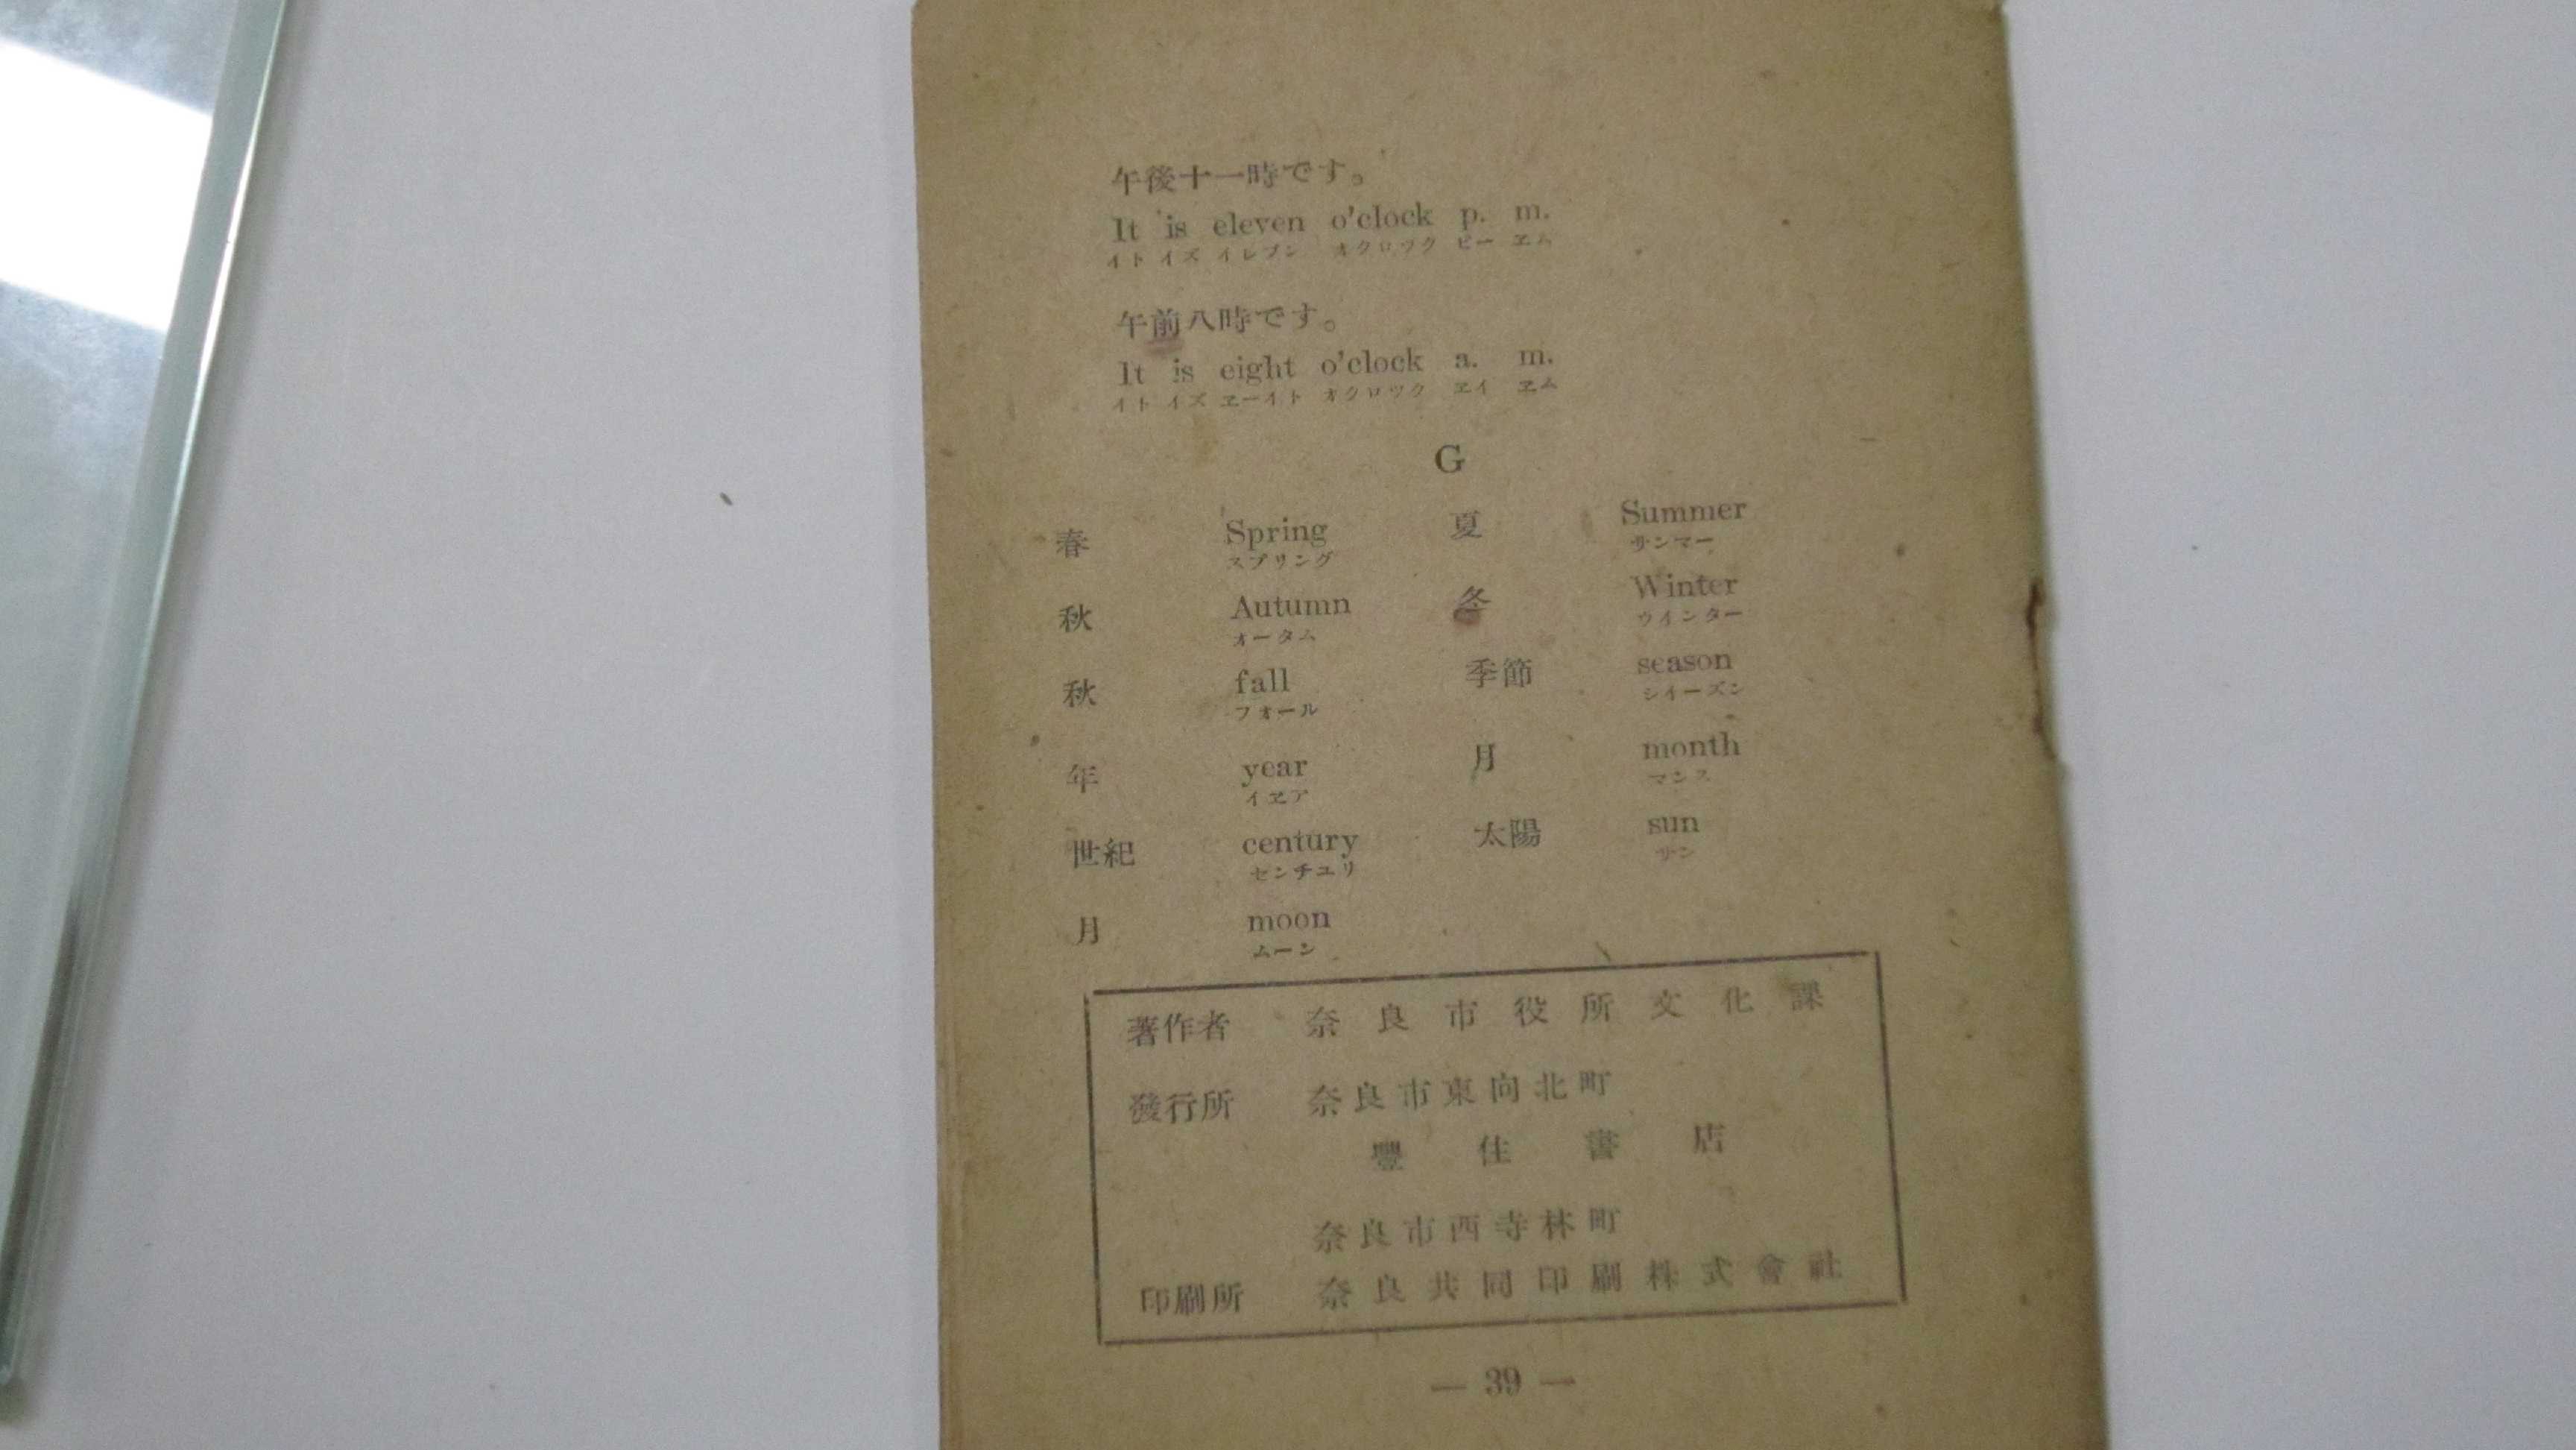 午後十一時です。
It is eleven o'clock p. m.
イト イズ イレブン オクロツク ピー ヱム
午前八時です。
It is eight o'clock a. m.
イト イズ ヱーイト オクロツク ヱイ ヱム
G
春 Spring 夏 Summer
スプリング サンマー
秋 Autumn 冬 Winter
オータム ウインター
秋 fall 季節 season
フオール シイーズン
年 year 月 month
イヱア マンス
世紀 century 太陽 sun
センチユリ サン
月 moon
ムーン
著作者 奈良市役所文化課
發行所 奈良市東向北町
豐住書店
奈良市西寺林町
印刷所 奈良共同印刷株式會社
— 39 —